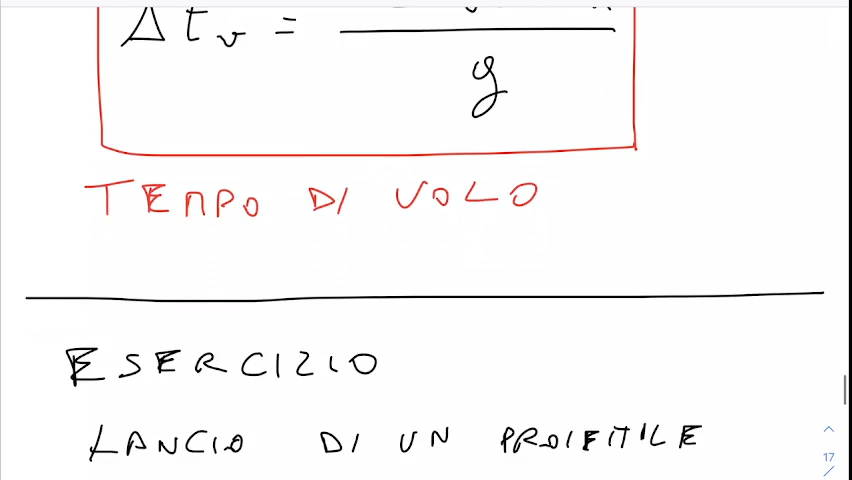 Δt_v =
g
TEMPO DI VOLO
ESERCIZIO
LANCIO DI UN PROIETTILE
17